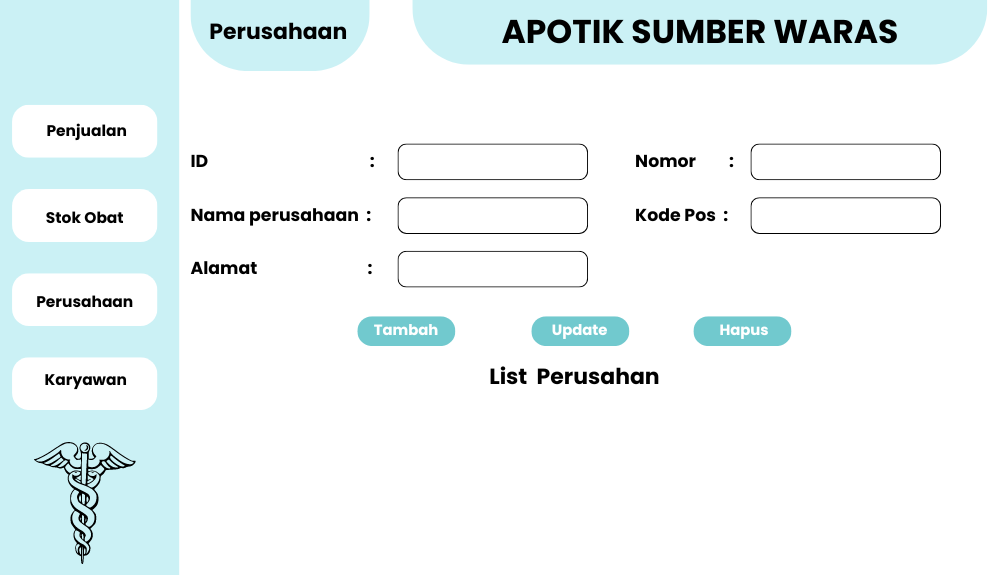 Perusahaan
APOTIK SUMBER WARAS
Penjualan
Stok Obat
Perusahaan
Karyawan
ID :
Nomor :
Nama perusahaan :
Kode Pos :
Alamat :
Tambah
Update
Hapus
List Perusahan